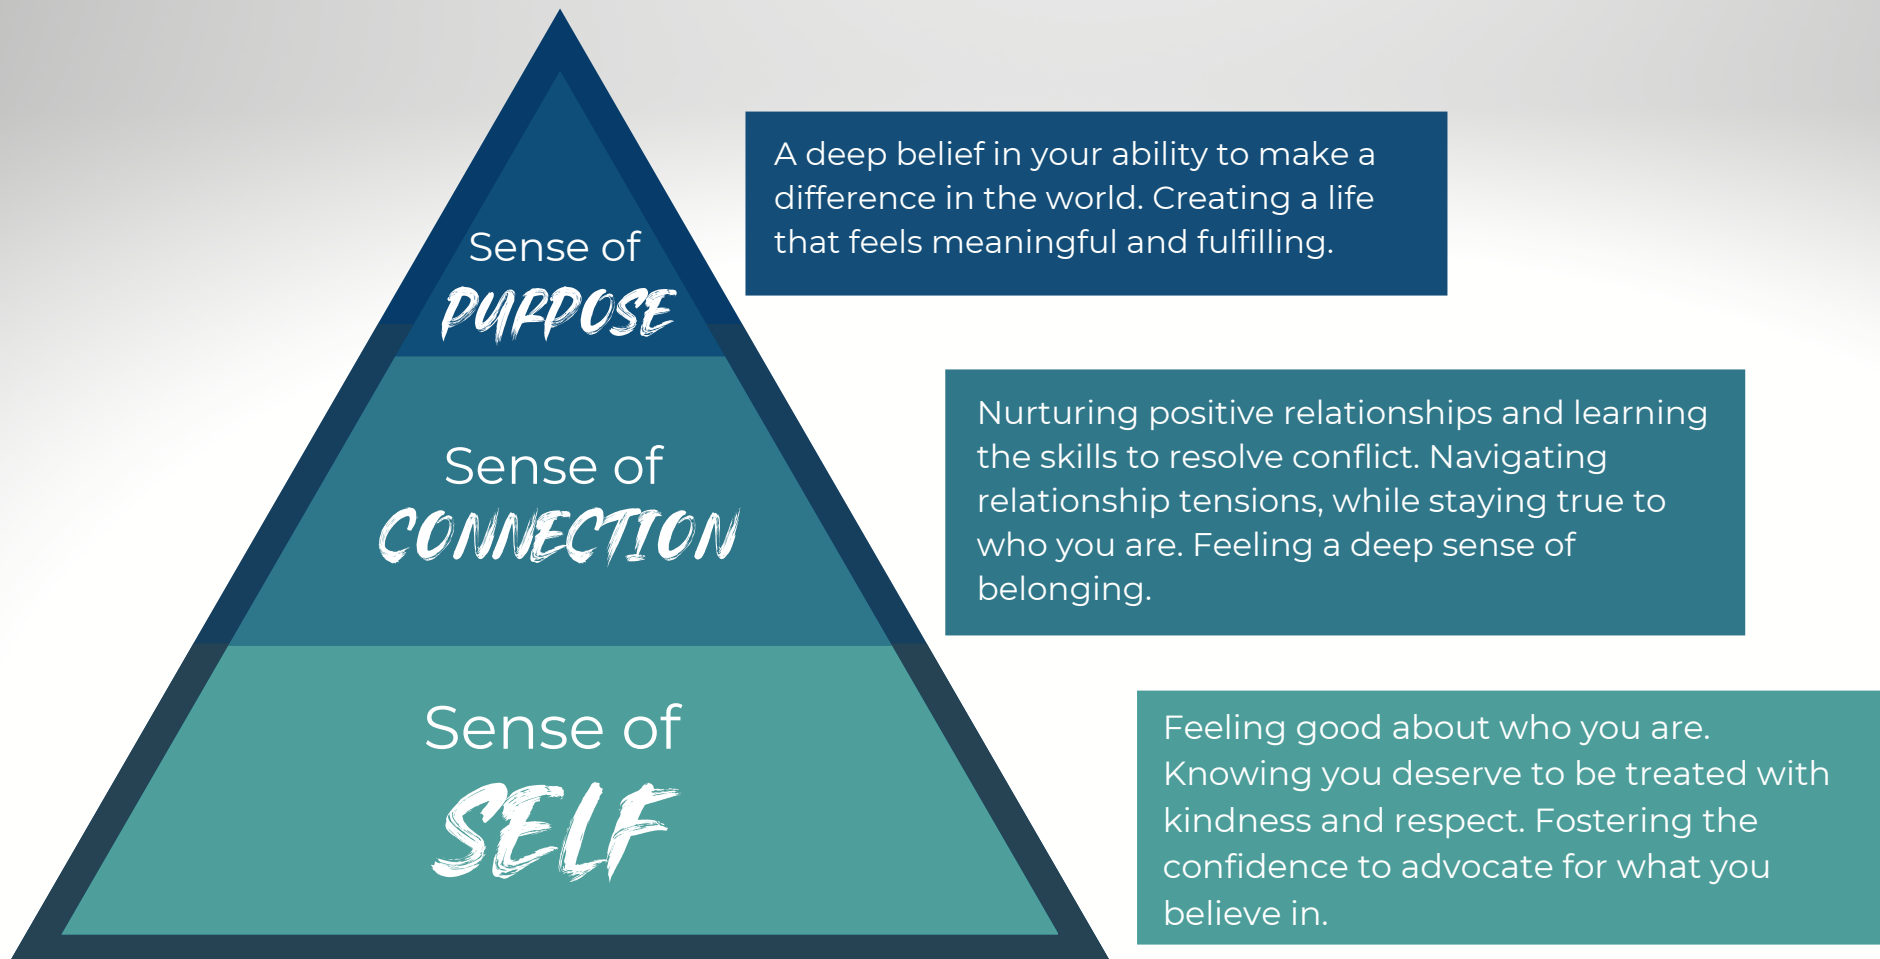 Sense of
PURPOSE
A deep belief in your ability to make a
difference in the world. Creating a life
that feels meaningful and fulfilling.
Sense of
CONNECTION
Nurturing positive relationships and learning
the skills to resolve conflict. Navigating
relationship tensions, while staying true to
who you are. Feeling a deep sense of
belonging.
Sense of
SELF
Feeling good about who you are.
Knowing you deserve to be treated with
kindness and respect. Fostering the
confidence to advocate for what you
believe in.